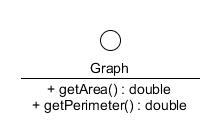 Graph
+ getArea() : double
+ getPerimeter() : double